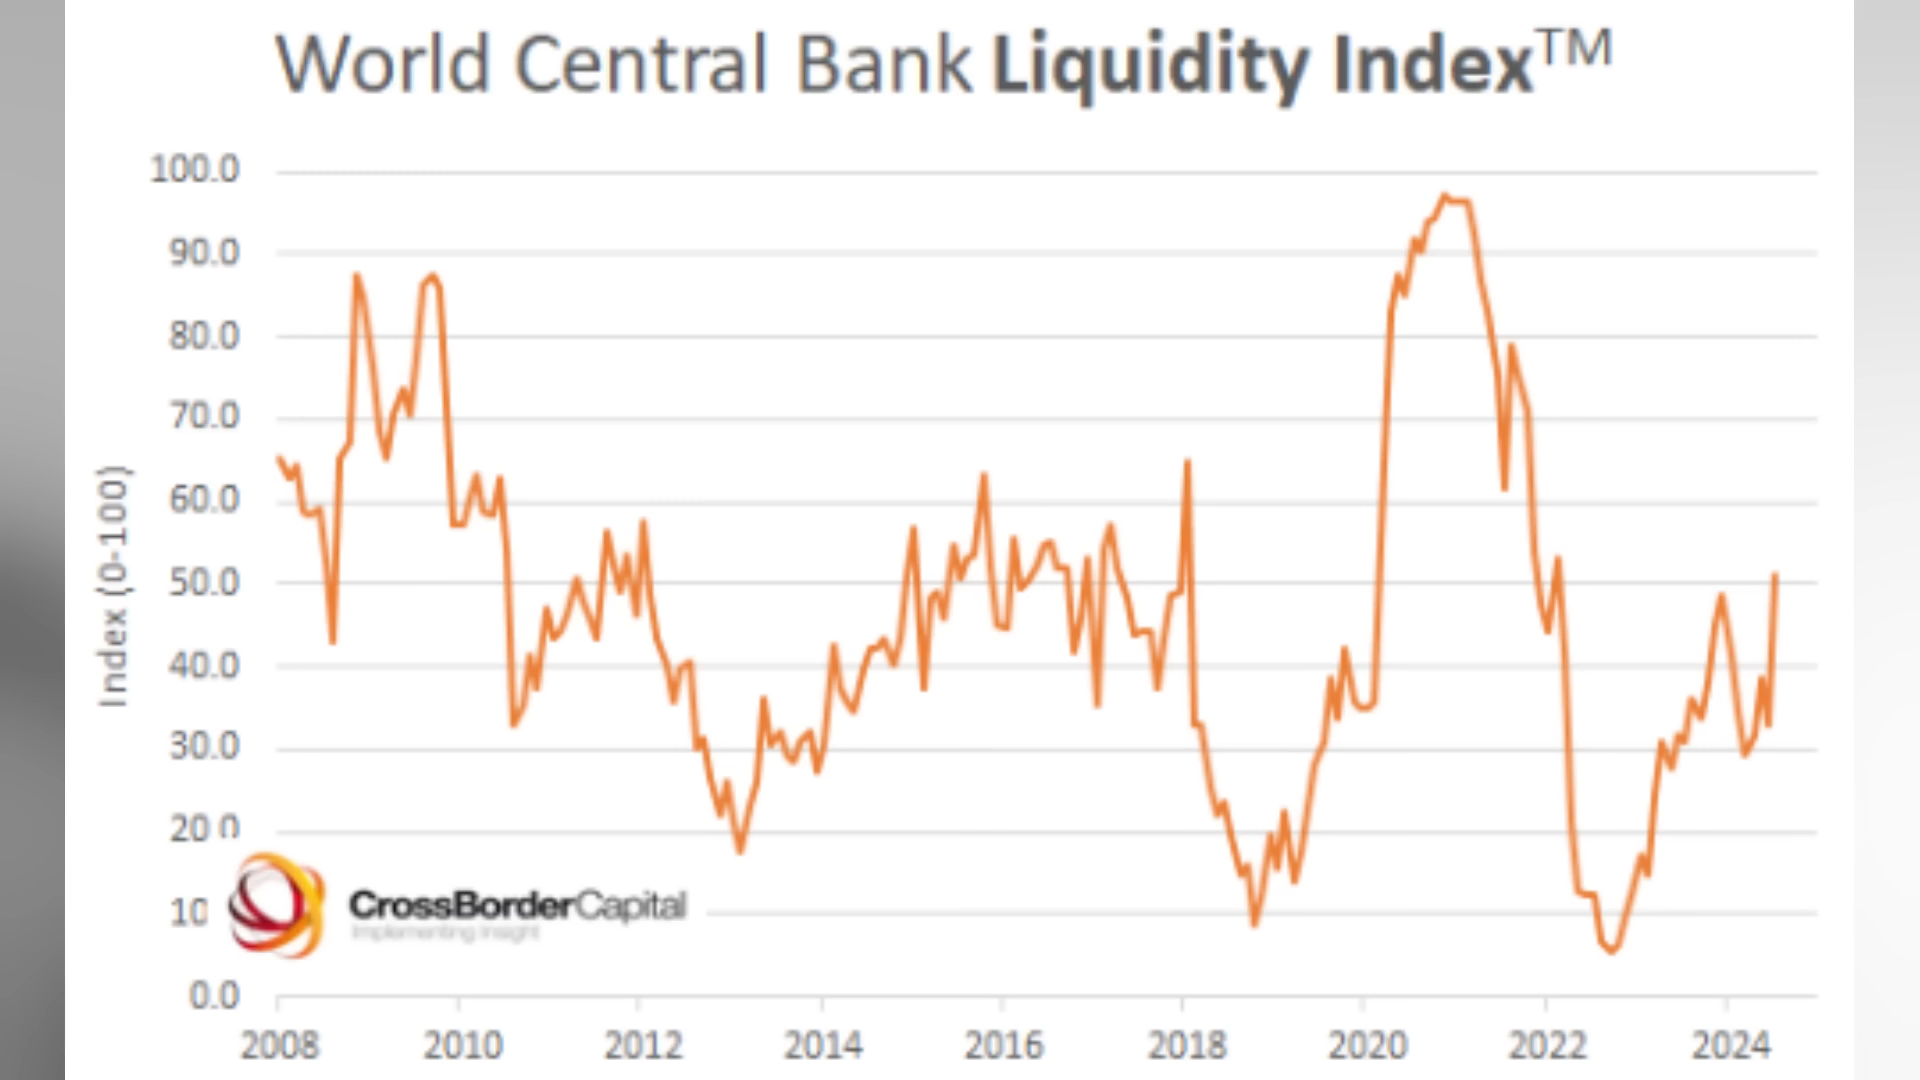 World Central Bank Liquidity Index™
100.0
90.0
80.0
70.0
60.0
50.0
40.0
30.0
20.0
10
0.0
Index (0-100)
CrossBorderCapital
Implementing Insight
2008 2010 2012 2014 2016 2018 2020 2022 2024